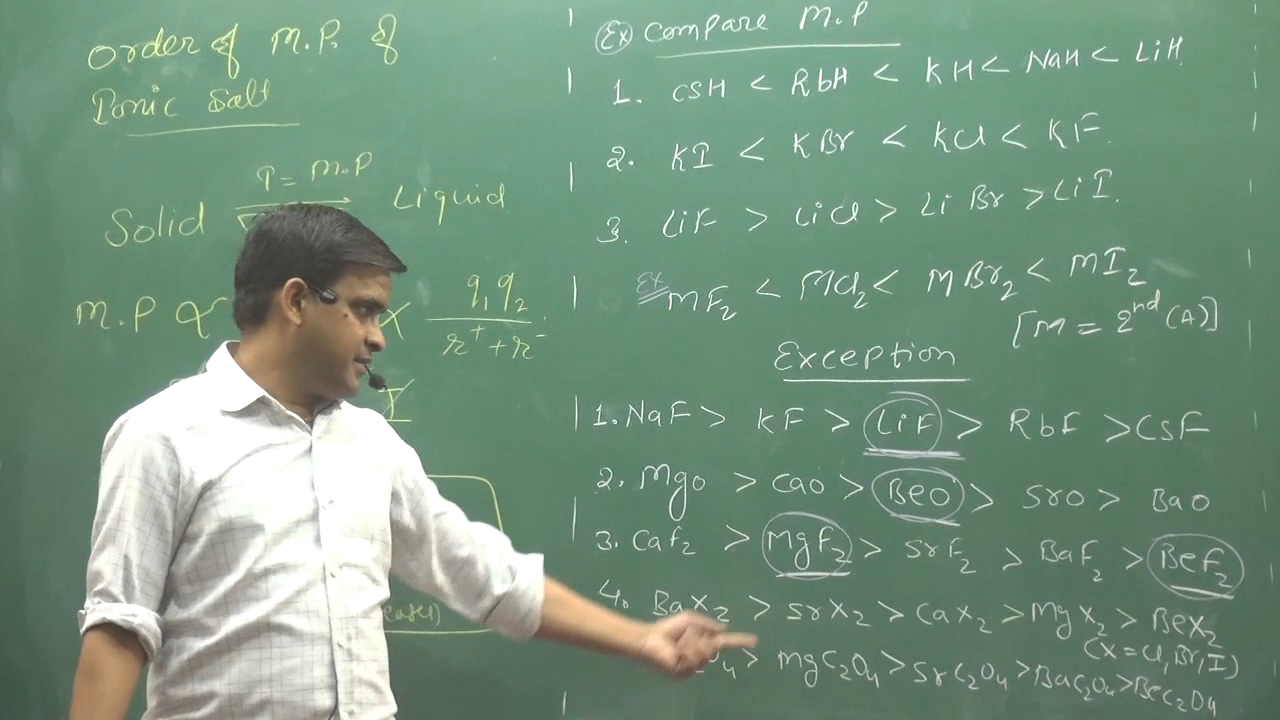 Order of M.P. of
Ionic Salt
T = M.P
Solid → Liquid
M.P ∝ ∝ q₁q₂ / r⁺ + r⁻
(Ex) Compare M.P
1. CsH < RbH < KH < NaH < LiH
2. KI < KBr < KCl < KF
3. LiF > LiCl > LiBr > LiI
Ex MF₂ < MCl₂ < MBr₂ < MI₂
[M = 2nd (A)]
Exception
1. NaF > KF > LiF > RbF > CsF
2. MgO > CaO > BeO > SrO > BaO
3. CaF₂ > MgF₂ > SrF₂ > BaF₂ > BeF₂
4. BaX₂ > SrX₂ > CaX₂ > MgX₂ > BeX₂
(X = Cl, Br, I)
O₄ > MgC₂O₄ > SrC₂O₄ > BaC₂O₄ > BeC₂O₄